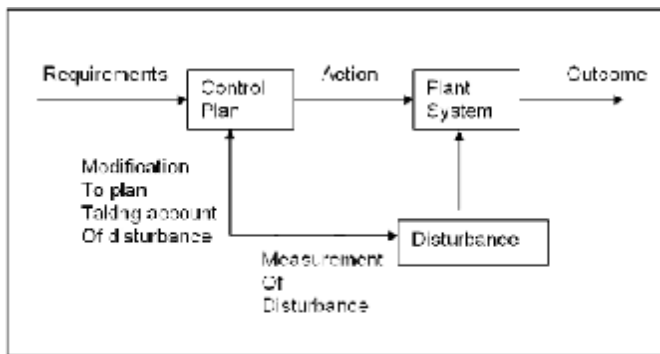 Requirements
Control
Plan
Action
Plant
System
Outcome
Modification
To plan
Taking account
Of disturbance
Measurement
Of
Disturbance
Disturbance